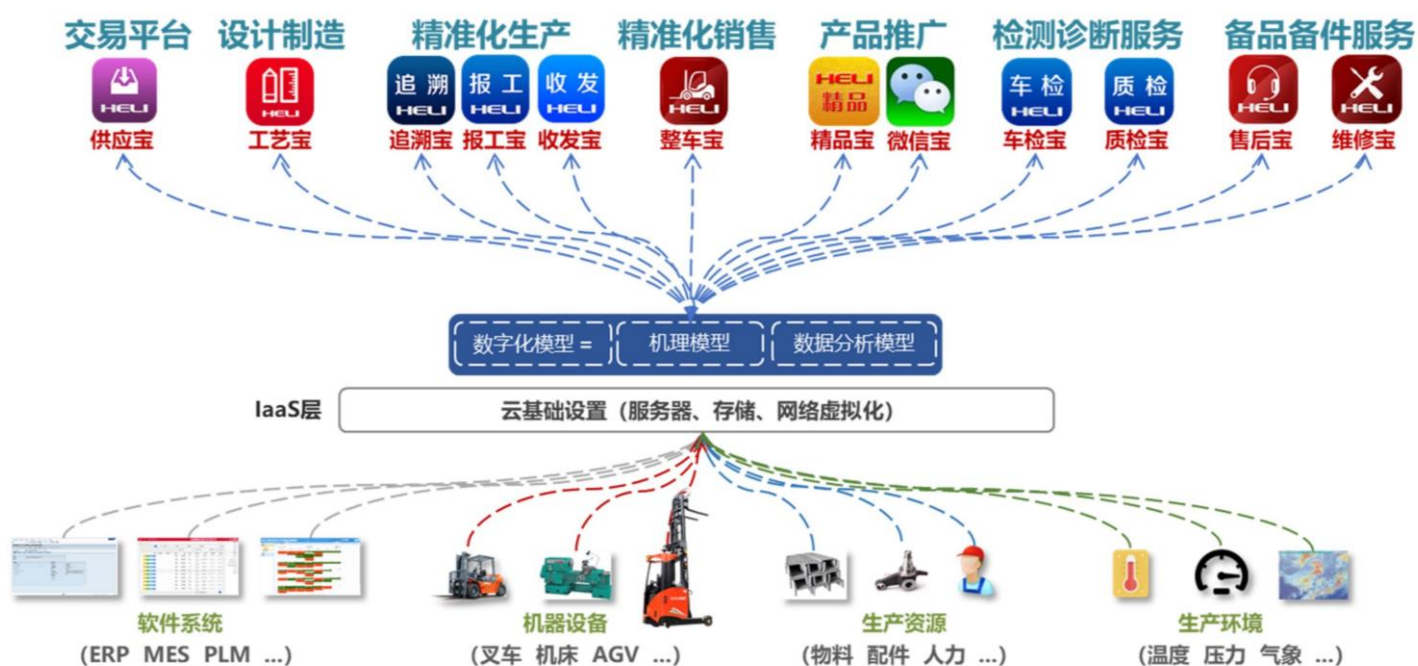 交易平台 设计制造 精准化生产 精准化销售 产品推广 检测诊断服务 备品备件服务
HELI HELI 追溯 HELI 报工 HELI 收发 HELI HELI HELI 精品 车检 HELI 质检 HELI HELI HELI
供应宝 工艺宝 追溯宝 报工宝 收发宝 整车宝 精品宝 微信宝 车检宝 质检宝 售后宝 维修宝
数字化模型= 机理模型 数据分析模型
IaaS层 云基础设置（服务器、存储、网络虚拟化）
软件系统 机器设备 生产资源 生产环境
（ERP MES PLM ...） （叉车 机床 AGV ...） （物料 配件 人力 ...） （温度 压力 气象 ...）